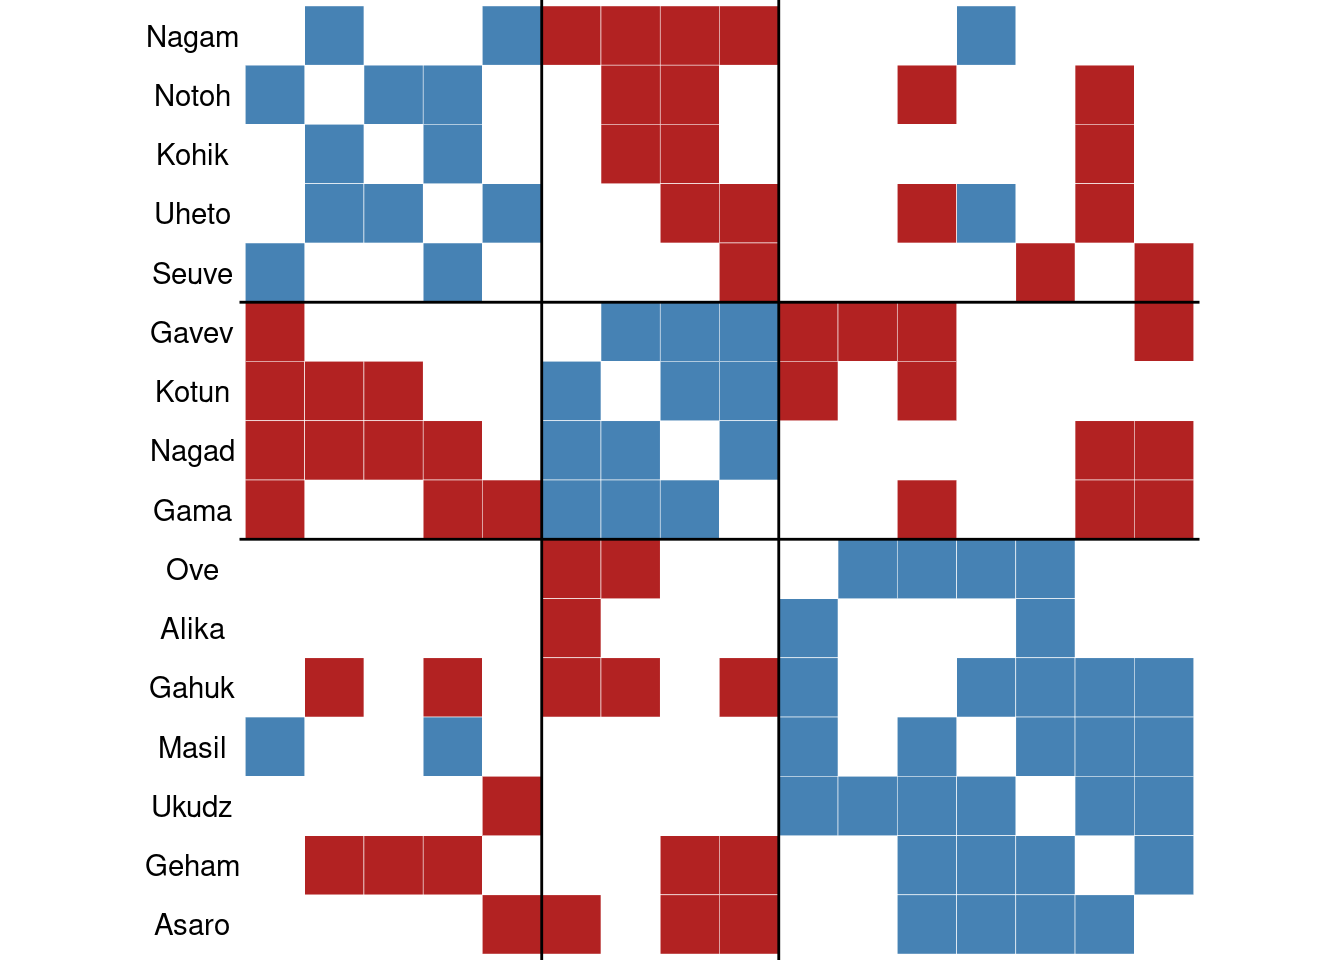 Nagam
Notoh
Kohik
Uheto
Seuve
Gavev
Kotun
Nagad
Gama
Ove
Alika
Gahuk
Masil
Ukudz
Geham
Asaro